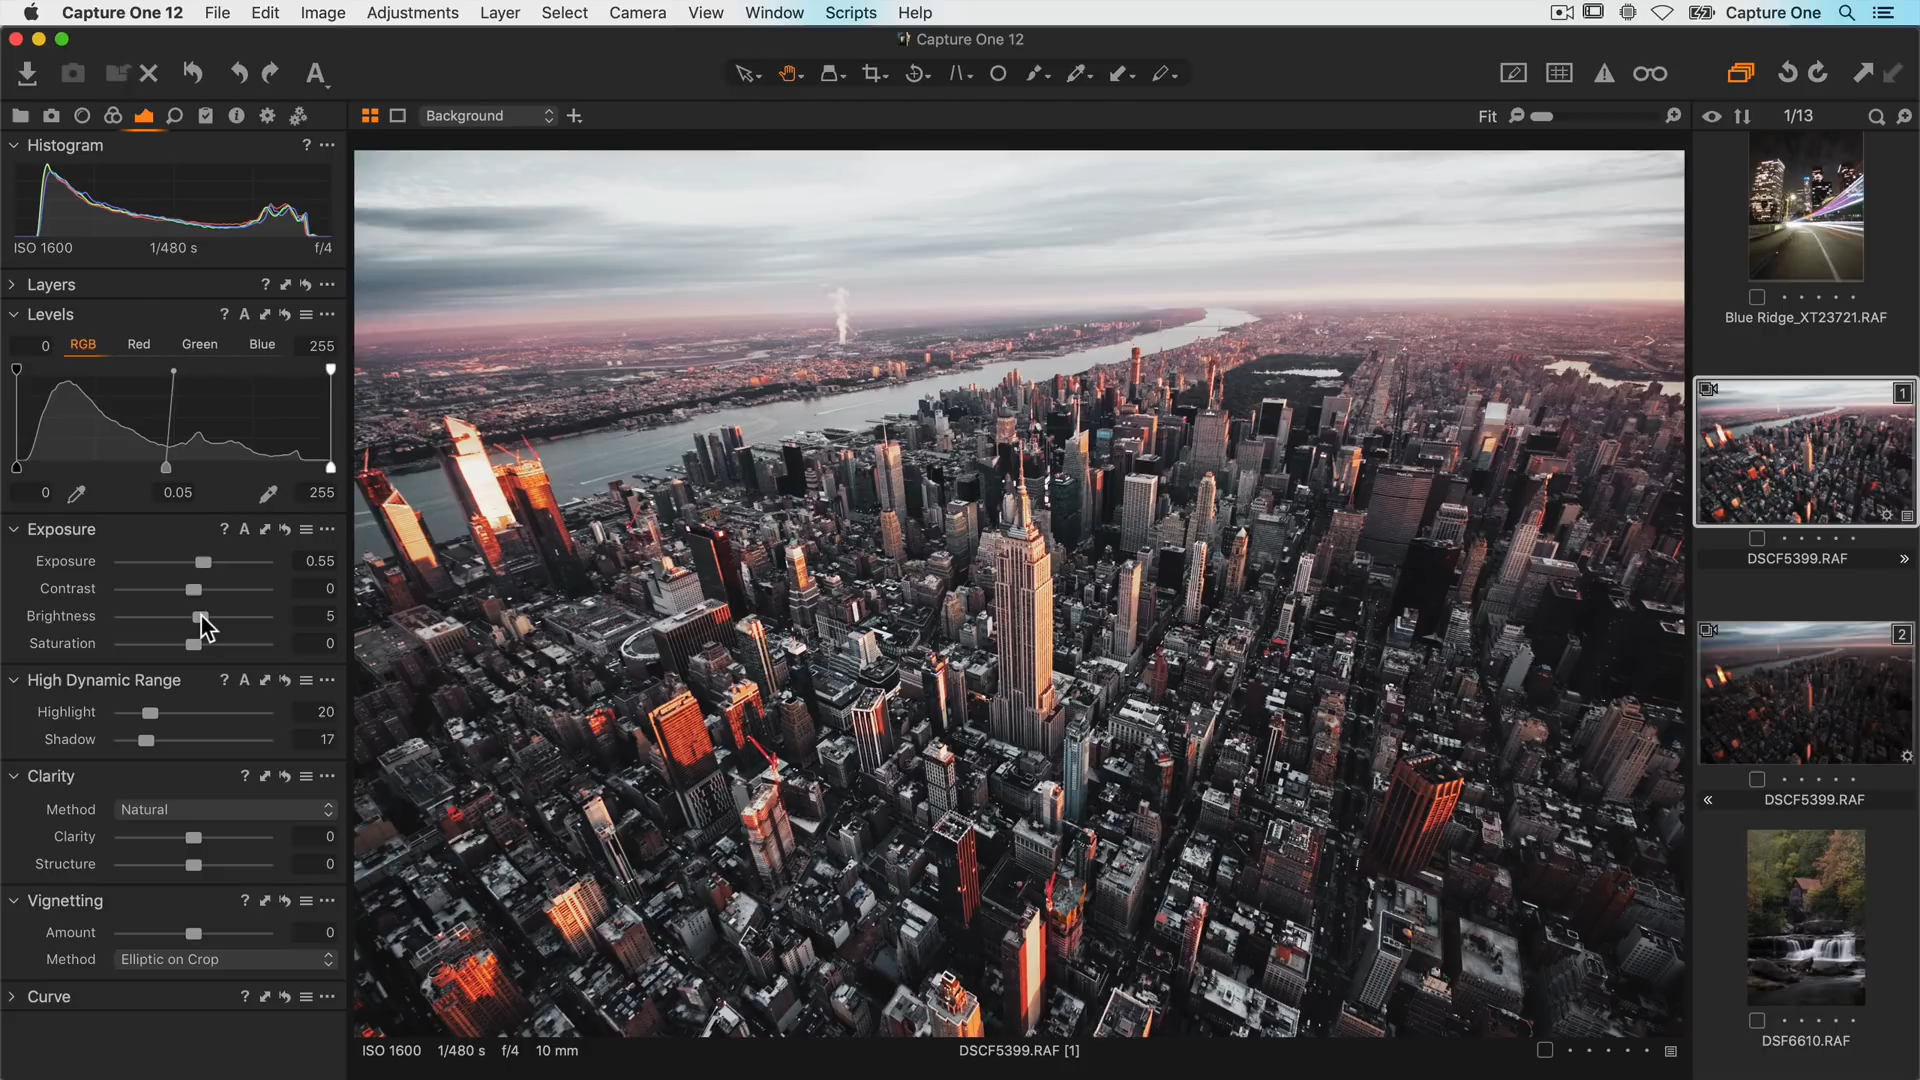 Capture One 12 File Edit Image Adjustments Layer Select Camera View Window Scripts Help Capture One
Capture One 12
A
Background Fit 1/13
Histogram ?
ISO 1600 1/480 s f/4
Layers ?
Levels ? A
0 RGB Red Green Blue 255
0 0.05 255
Exposure ? A
Exposure 0.55
Contrast 0
Brightness 5
Saturation 0
High Dynamic Range ? A
Highlight 20
Shadow 17
Clarity ?
Method Natural
Clarity 0
Structure 0
Vignetting ?
Amount 0
Method Elliptic on Crop
Curve ?
ISO 1600 1/480 s f/4 10 mm DSCF5399.RAF [1]
Blue Ridge_XT23721.RAF
1
DSCF5399.RAF »
2
« DSCF5399.RAF
DSF6610.RAF